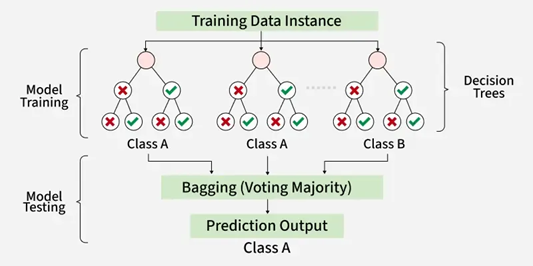 Training Data Instance
Model
Training
Decision
Trees
Class A
Class A
Class B
Model
Testing
Bagging (Voting Majority)
Prediction Output
Class A